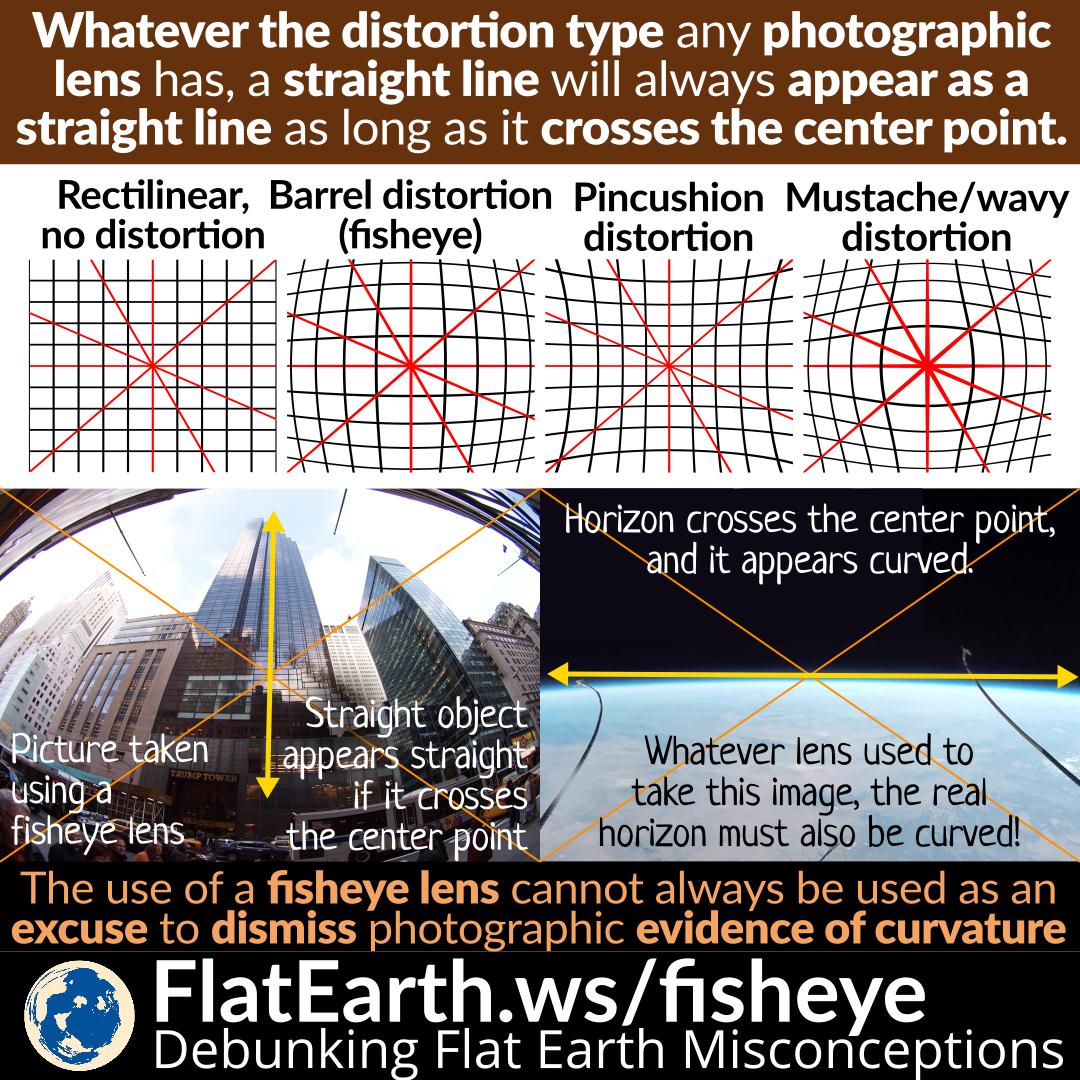 Whatever the distortion type any photographic
lens has, a straight line will always appear as a
straight line as long as it crosses the center point.
Rectilinear,
no distortion
Barrel distortion
(fisheye)
Pincushion
distortion
Mustache/wavy
distortion
Picture taken
using a
fisheye lens
TRUMP TOWER
Straight object
appears straight
if it crosses
the center point
Horizon crosses the center point,
and it appears curved.
Whatever lens used to
take this image, the real
horizon must also be curved!
The use of a fisheye lens cannot always be used as an
excuse to dismiss photographic evidence of curvature
FlatEarth.ws/fisheye
Debunking Flat Earth Misconceptions